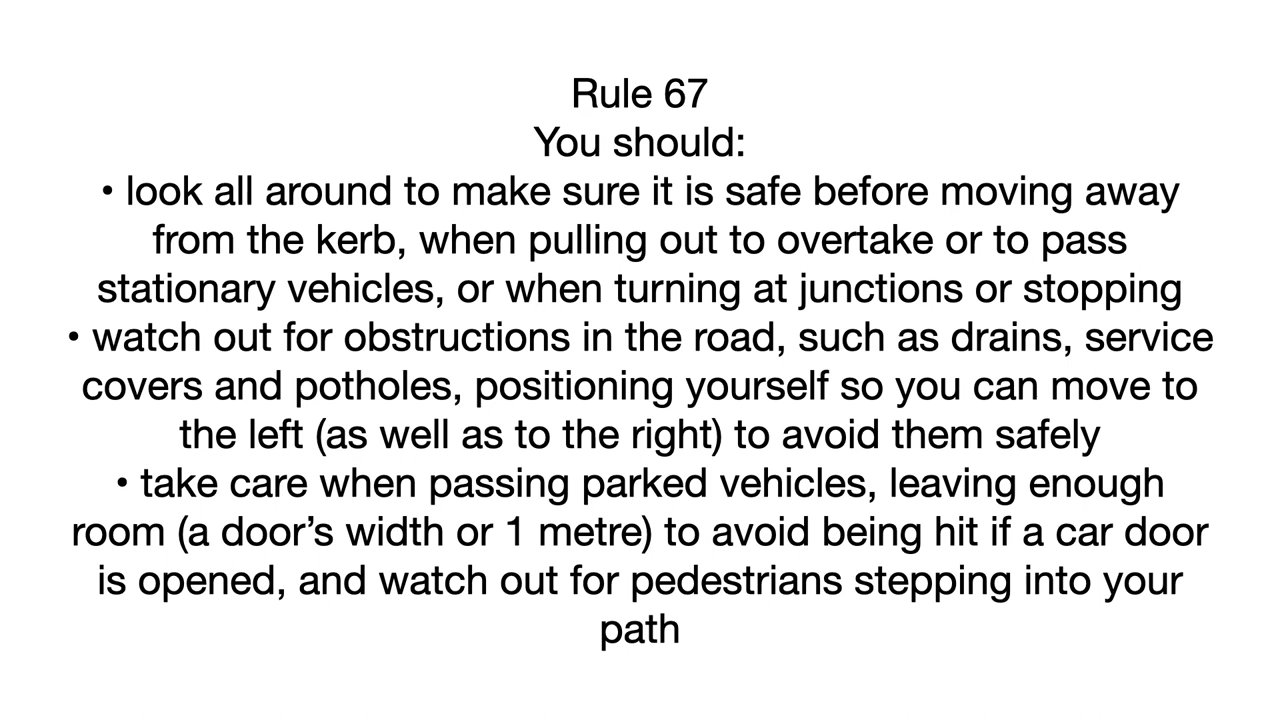 Rule 67
You should:
• look all around to make sure it is safe before moving away
from the kerb, when pulling out to overtake or to pass
stationary vehicles, or when turning at junctions or stopping
• watch out for obstructions in the road, such as drains, service
covers and potholes, positioning yourself so you can move to
the left (as well as to the right) to avoid them safely
• take care when passing parked vehicles, leaving enough
room (a door’s width or 1 metre) to avoid being hit if a car door
is opened, and watch out for pedestrians stepping into your
path